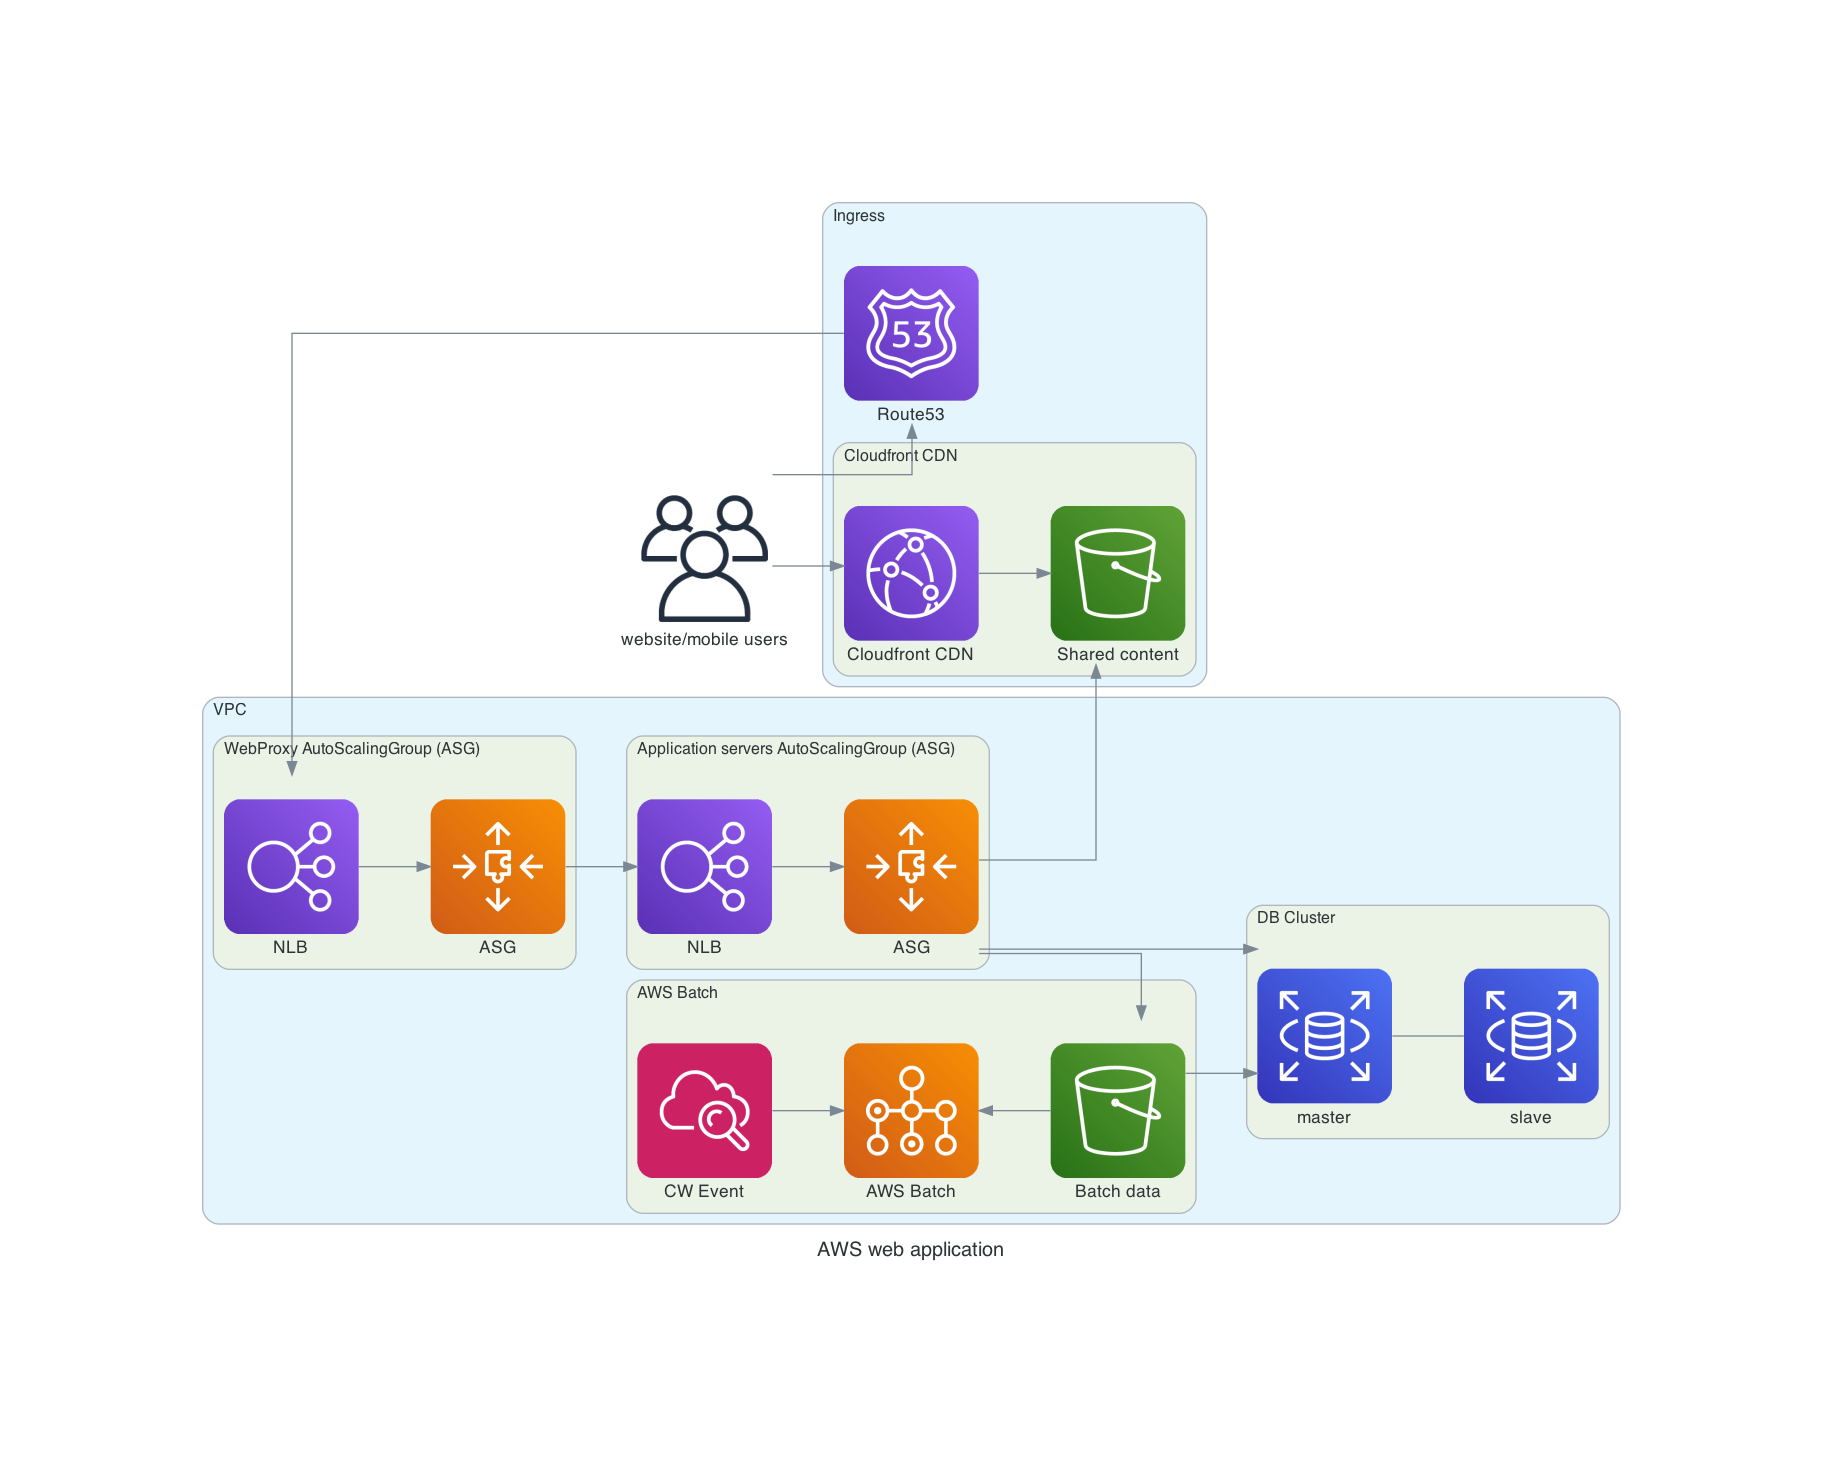 Ingress
53
Route53
Cloudfront CDN
Cloudfront CDN
Shared content
website/mobile users
VPC
WebProxy AutoScalingGroup (ASG)
Application servers AutoScalingGroup (ASG)
NLB
ASG
NLB
ASG
DB Cluster
master
slave
AWS Batch
CW Event
AWS Batch
Batch data
AWS web application